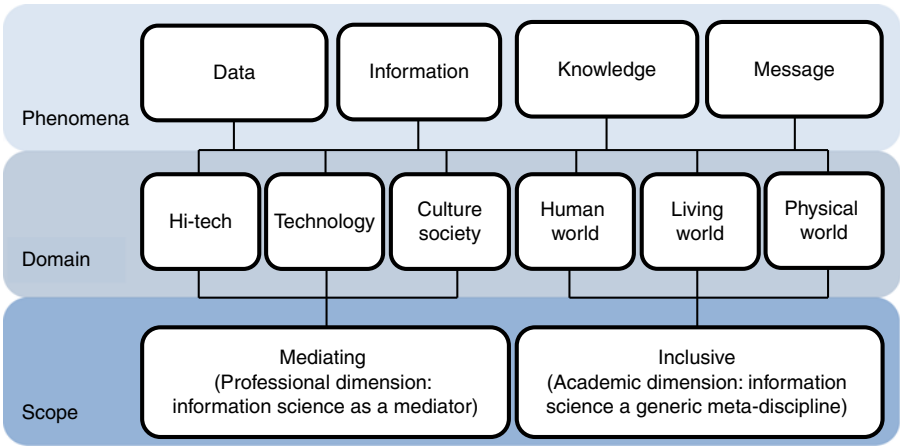 Data
Information
Knowledge
Message
Phenomena
Hi-tech
Technology
Culture
society
Human
world
Living
world
Physical
world
Domain
Mediating
(Professional dimension:
information science as a mediator)
Inclusive
(Academic dimension: information
science a generic meta-discipline)
Scope